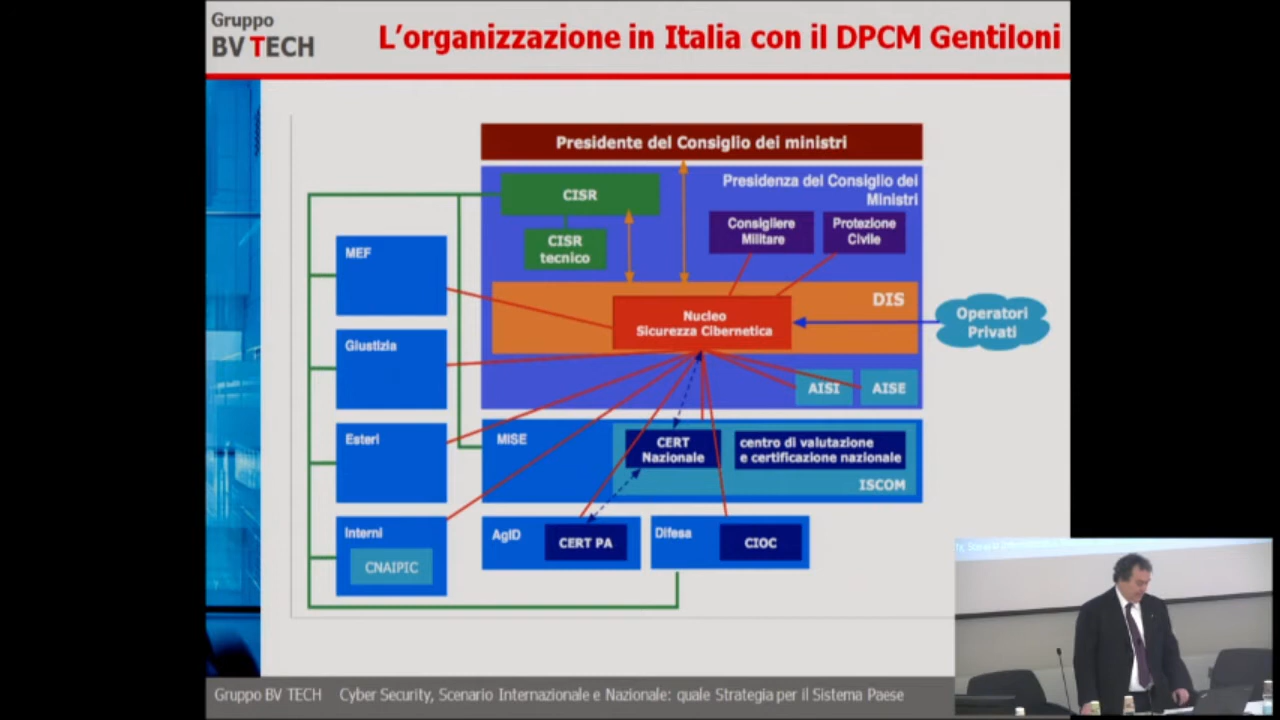 Gruppo
BV TECH
L'organizzazione in Italia con il DPCM Gentiloni
Presidente del Consiglio dei ministri
Presidenza del Consiglio dei
Ministri
CISR
CISR
tecnico
Consigliere
Militare
Protezione
Civile
MEF
DIS
Nucleo
Sicurezza Cibernetica
Operatori
Privati
Giustizia
AISI
AISE
Esteri
MISE
CERT
Nazionale
centro di valutazione
e certificazione nazionale
ISCOM
Interni
CNAIPIC
AgID
CERT PA
Difesa
CIOC
Gruppo BV TECH Cyber Security, Scenario Internazionale e Nazionale: quale Strategia per il Sistema Paese